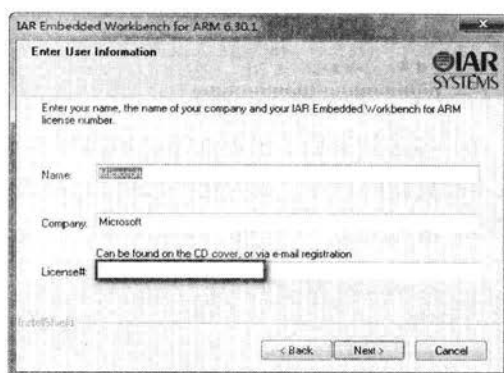 IAR Embedded Workbench for ARM 6.30.1
Enter User Information
IAR
SYSTEMS
Enter your name, the name of your company and your IAR Embedded Workbench for ARM
license number.
Name:
Company: Microsoft
Can be found on the CD cover, or via e-mail registration
License#:
InstallShield
< Back Next > Cancel